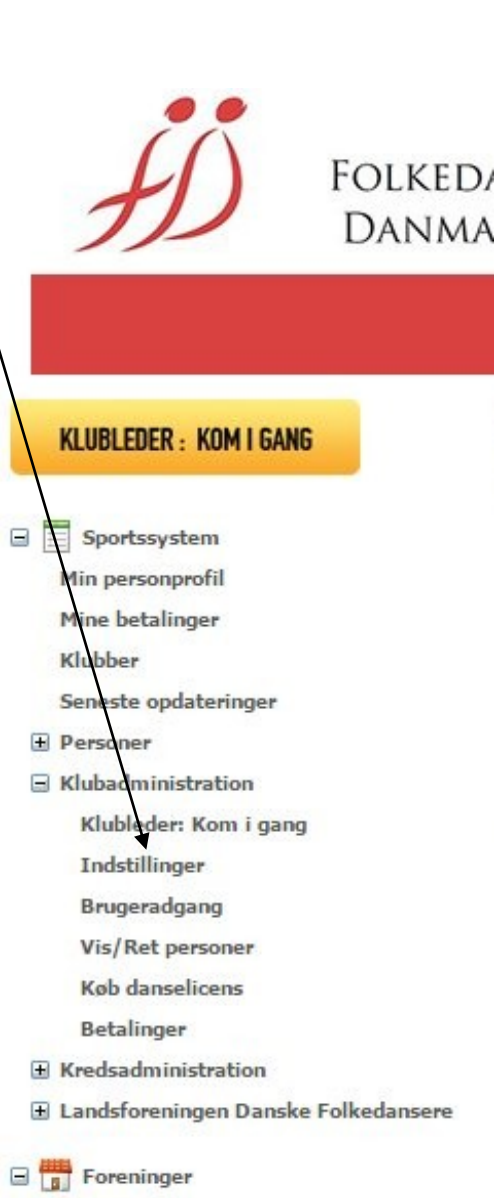 FOLKEDA
DANMA
KLUBLEDER : KOM I GANG
Sportssystem
Min personprofil
Mine betalinger
Klubber
Seneste opdateringer
Personer
Klubadministration
Klubleder: Kom i gang
Indstillinger
Brugeradgang
Vis/Ret personer
Køb danselicens
Betalinger
Kredsadministration
Landsforeningen Danske Folkedansere
Foreninger